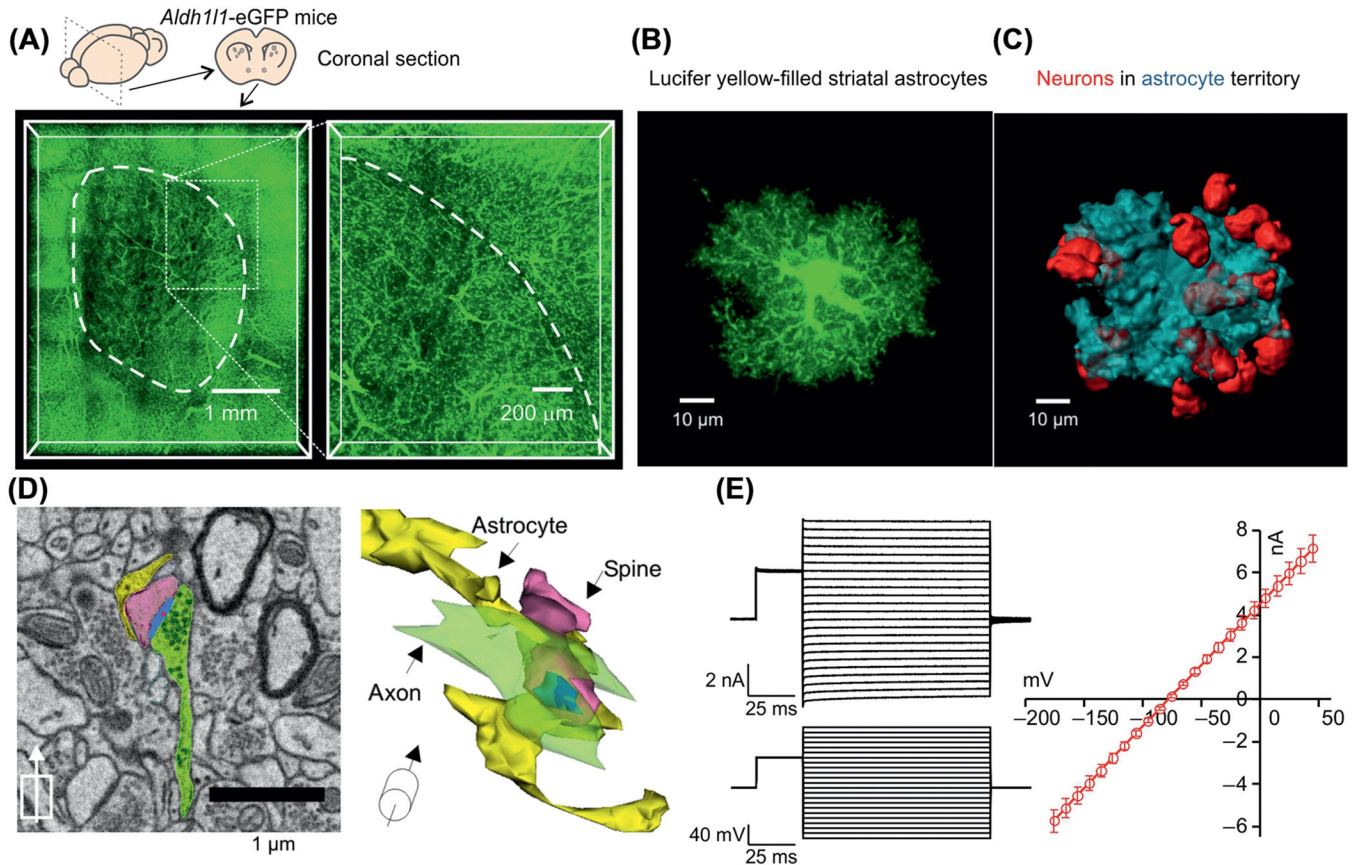 (A)
Aldh1l1-eGFP mice
Coronal section
1 mm
200 μm
(B)
Lucifer yellow-filled striatal astrocytes
10 μm
(C)
Neurons in astrocyte territory
10 μm
(D)
1 μm
Astrocyte
Spine
Axon
(E)
2 nA
25 ms
40 mV
25 ms
nA
8
6
4
2
0
mV
−200
−150
−100
−50
0
50
−2
−4
−6